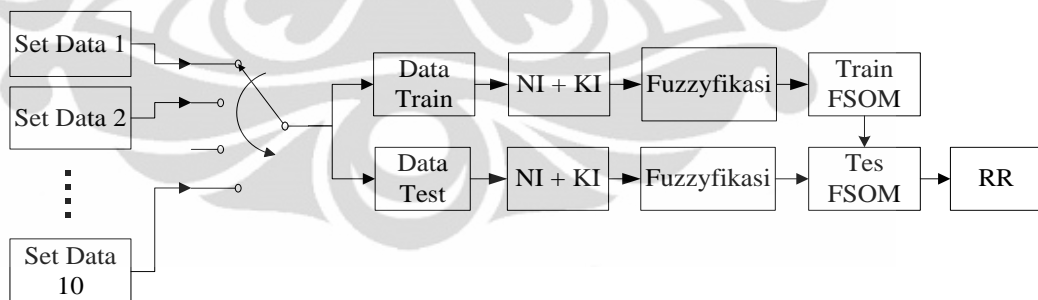 Set Data 1
Set Data 2
Set Data
10
Data
Train
NI + KI
Fuzzyfikasi
Train
FSOM
Data
Test
NI + KI
Fuzzyfikasi
Tes
FSOM
RR